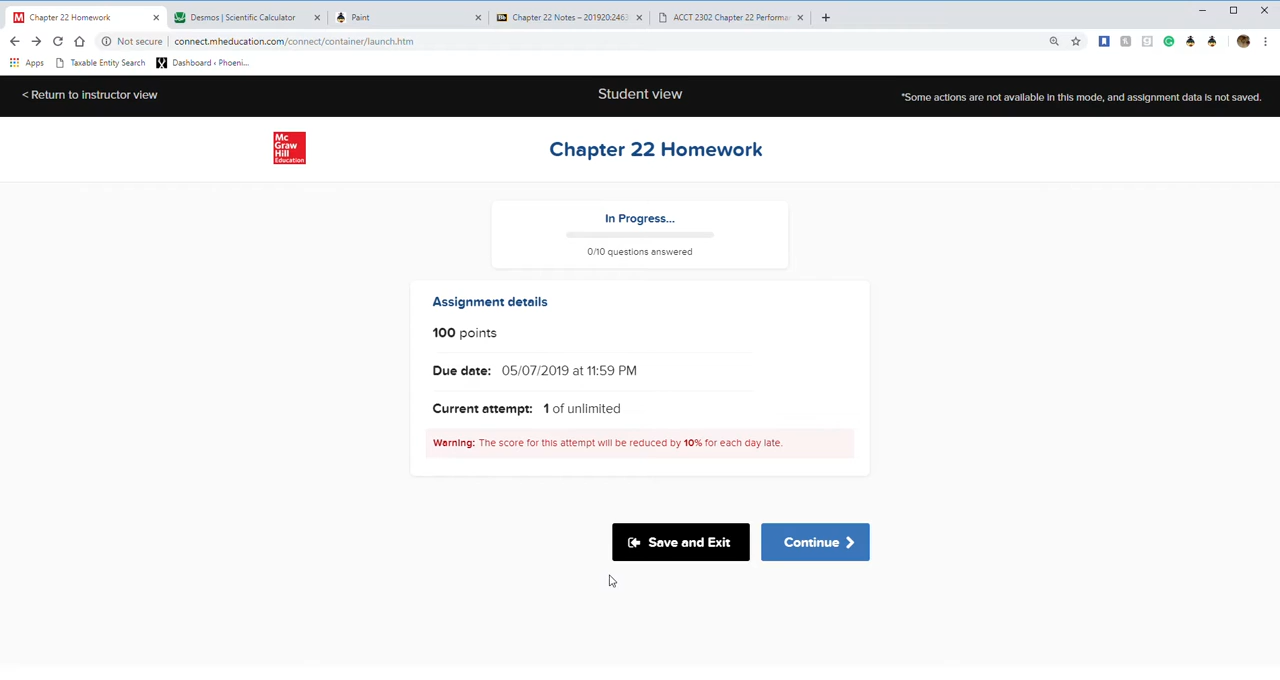 Chapter 22 Homework
Desmos | Scientific Calculator
Paint
Chapter 22 Notes – 201920:2463
ACCT 2302 Chapter 22 Performa
Not secure
connect.mheducation.com/connect/container/launch.htm
Apps
Taxable Entity Search
Dashboard ‹ Phoeni...
< Return to instructor view
Student view
*Some actions are not available in this mode, and assignment data is not saved.
Mc
Graw
Hill
Education
Chapter 22 Homework
In Progress...
0/10 questions answered
Assignment details
100 points
Due date: 05/07/2019 at 11:59 PM
Current attempt: 1 of unlimited
Warning: The score for this attempt will be reduced by 10% for each day late.
Save and Exit
Continue